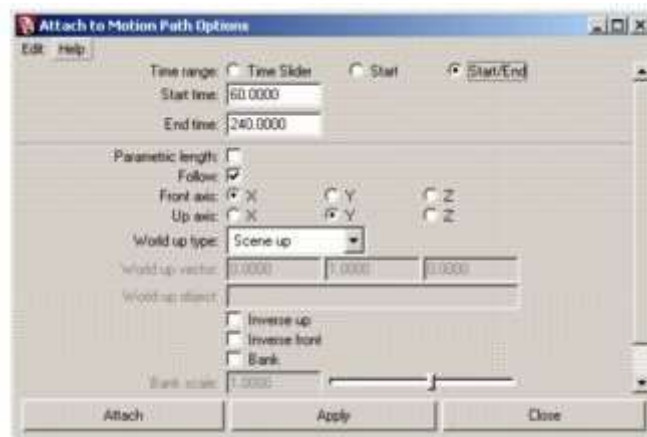 Attach to Motion Path Options
Edit Help
Time range: Time Slider Start Start/End
Start time: 60.0000
End time: 240.0000
Parametric length:
Follow:
Front axis: X Y Z
Up axis: X Y Z
World up type: Scene up
World up vector: 0.0000 1.0000 0.0000
World up object:
Inverse up
Inverse front
Bank
Bank scale: 1.0000
Attach Apply Close